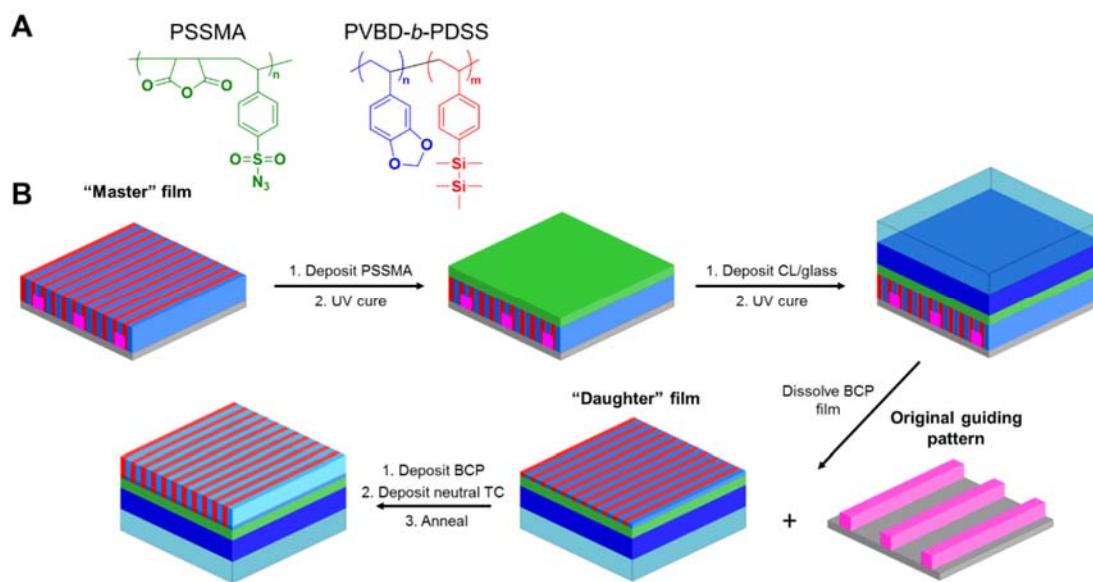 A
PSSMA
PVBD-b-PDSS
n
O
O
O
O=S=O
N3
n
m
O
O
Si
Si
B
"Master" film
1. Deposit PSSMA
2. UV cure
1. Deposit CL/glass
2. UV cure
Dissolve BCP
film
Original guiding
pattern
"Daughter" film
1. Deposit BCP
2. Deposit neutral TC
3. Anneal
+